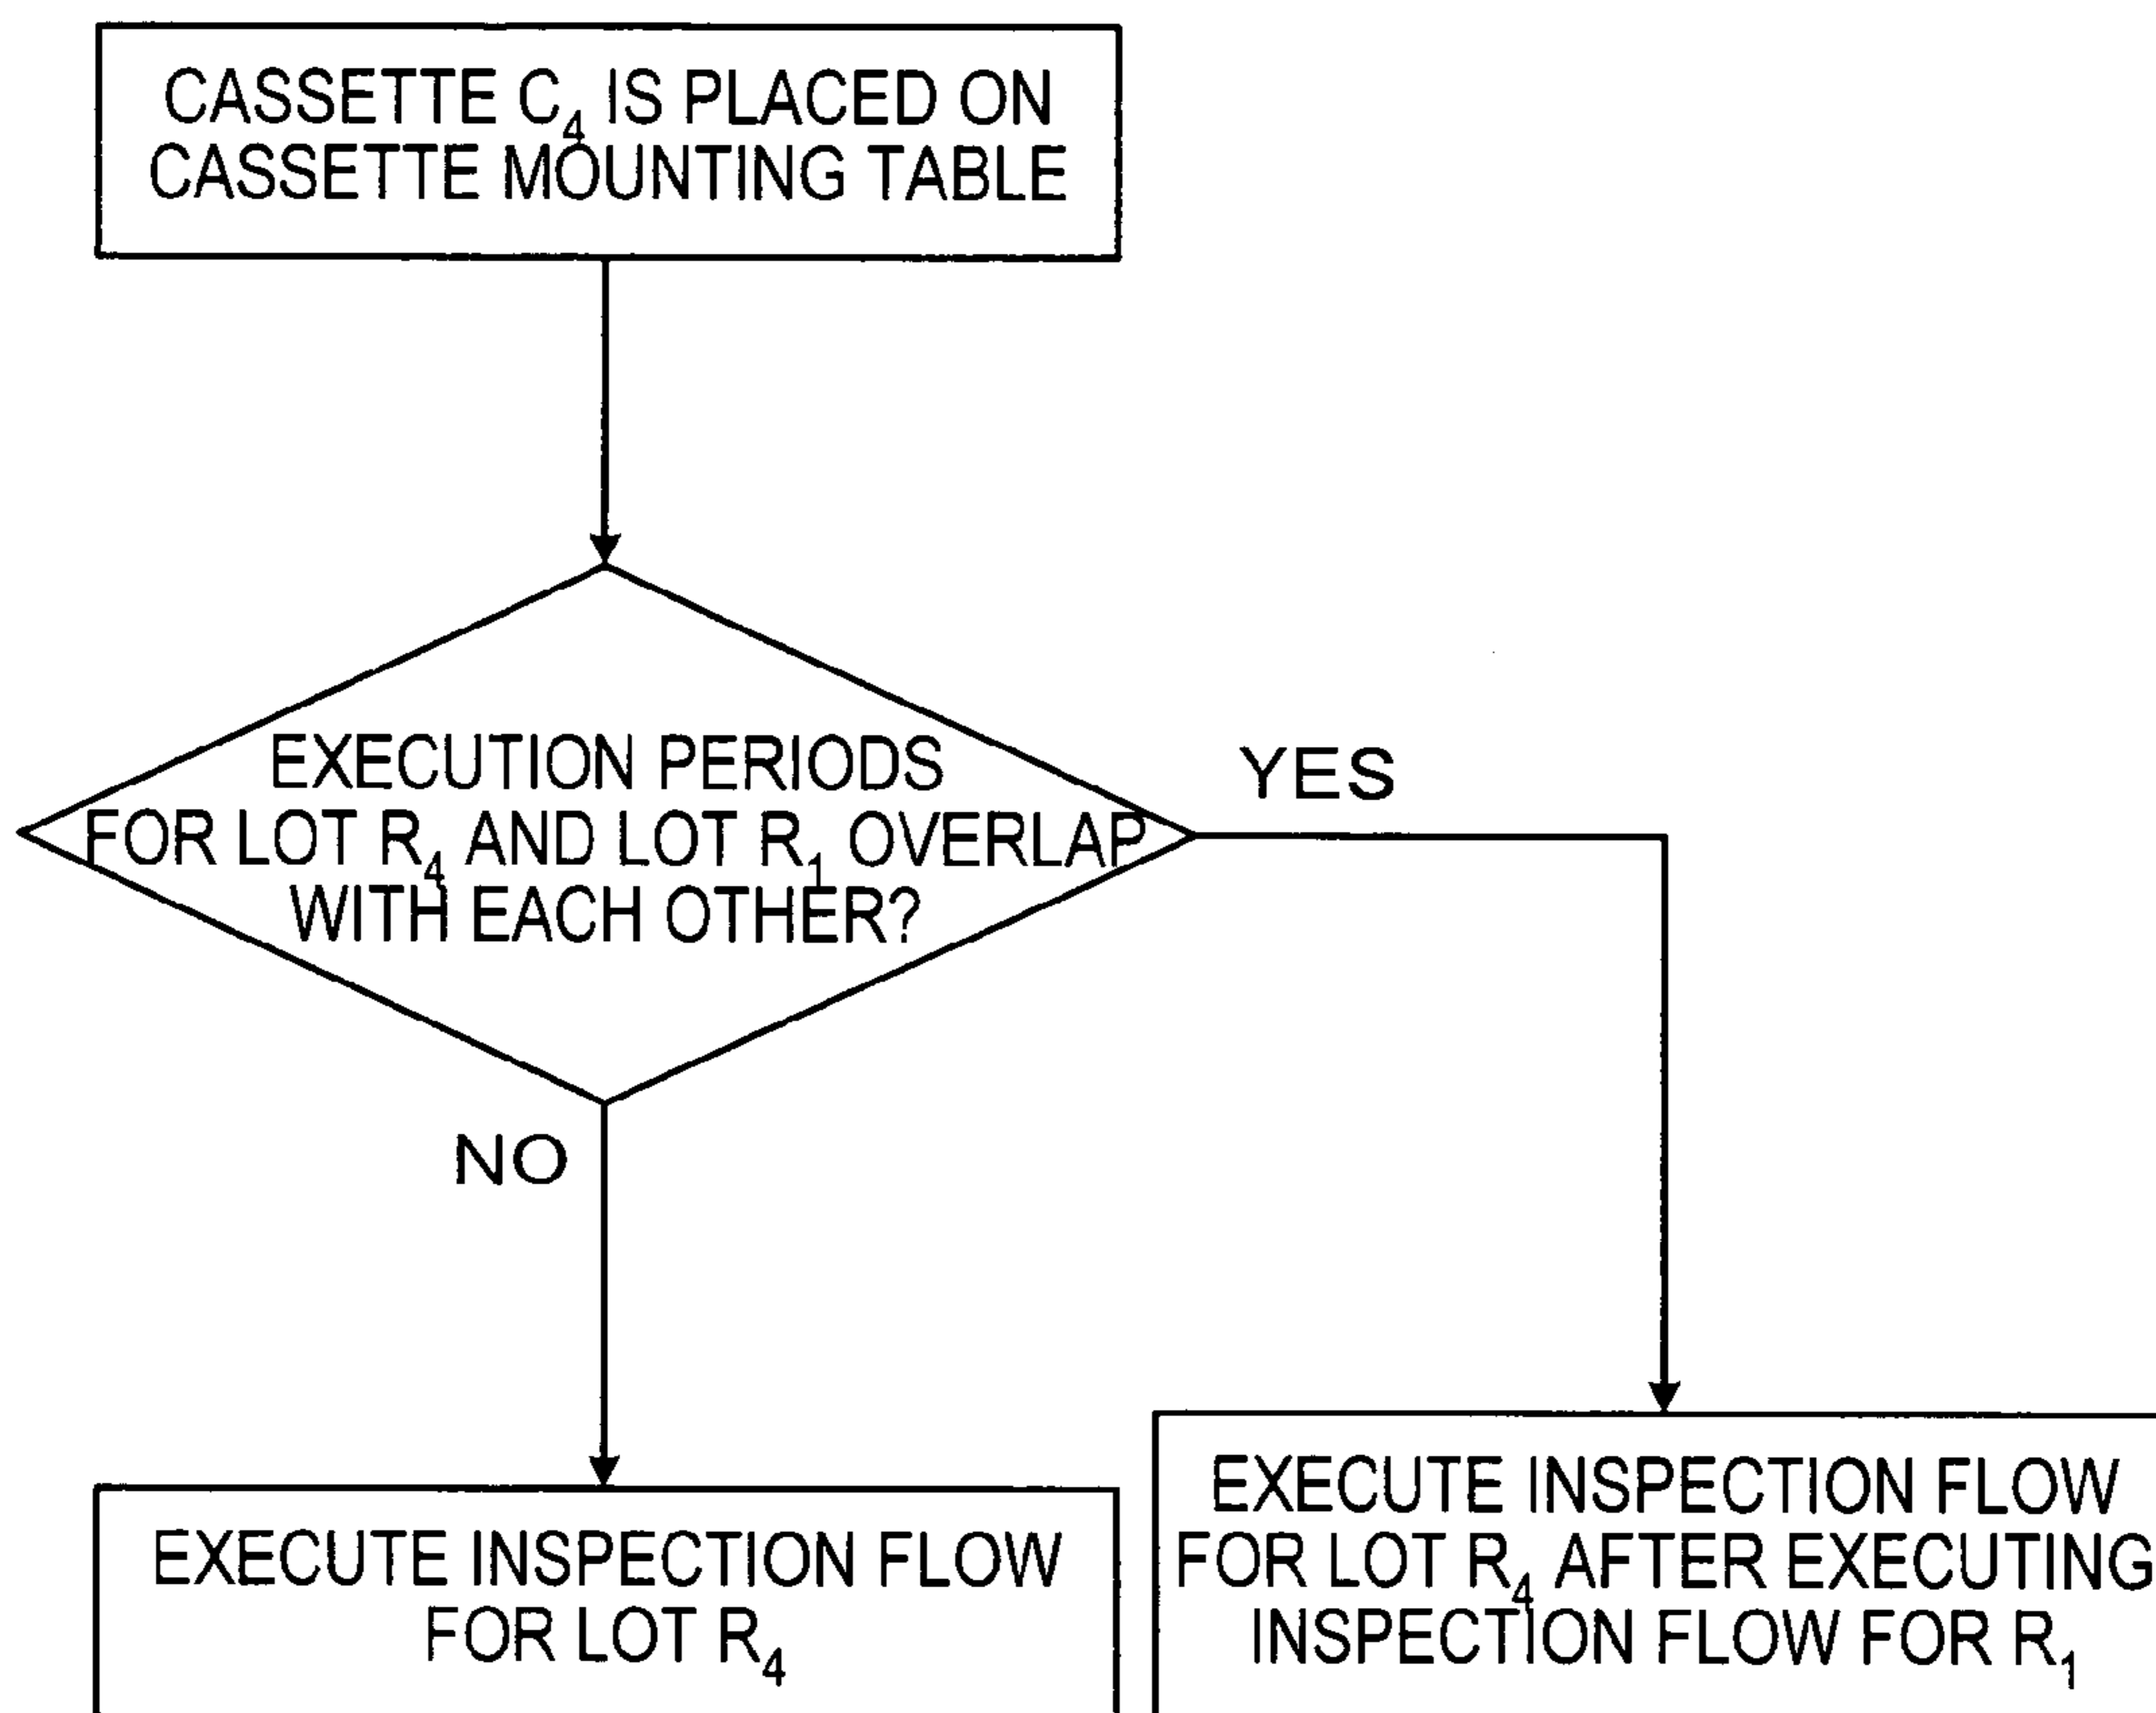 CASSETTE C₄ IS PLACED ON
CASSETTE MOUNTING TABLE
EXECUTION PERIODS
FOR LOT R₄ AND LOT R₁ OVERLAP
WITH EACH OTHER?
YES
NO
EXECUTE INSPECTION FLOW
FOR LOT R₄
EXECUTE INSPECTION FLOW
FOR LOT R₄ AFTER EXECUTING
INSPECTION FLOW FOR R₁